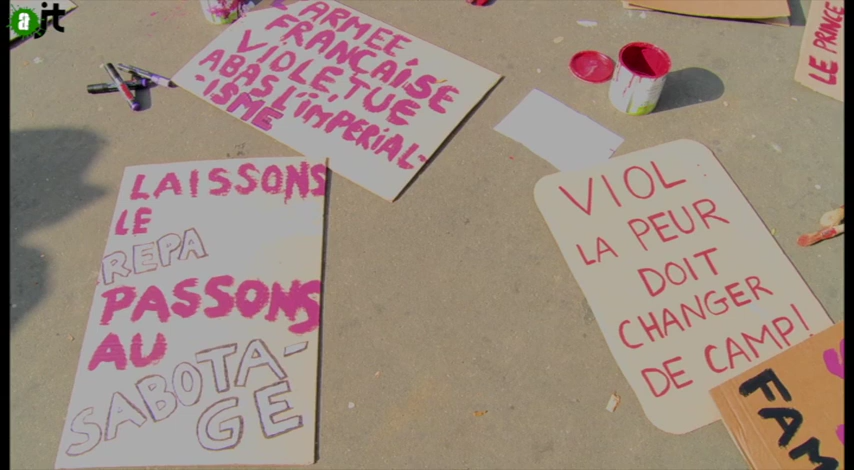 ajt
ARMEE
FRANÇAISE
VIOLE, TUE
ABAS L'IMPERIAL-
-ISME
LE PRINCE
LAISSONS
LE
REPA
PASSONS
AU
SABOTA-
GE
VIOL
LA PEUR
DOIT
CHANGER
DE CAMP!
FAM